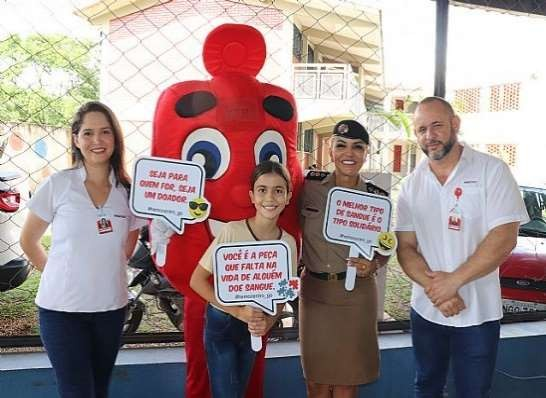 SEJA PARA
QUEM FOR, SEJA
UM DOADOR.
VOCÊ É A PEÇA
QUE FALTA NA
VIDA DE ALGUÉM
DOE SANGUE.
O MELHOR TIPO
DE SANGUE É O
TIPO SOLIDÁRIO